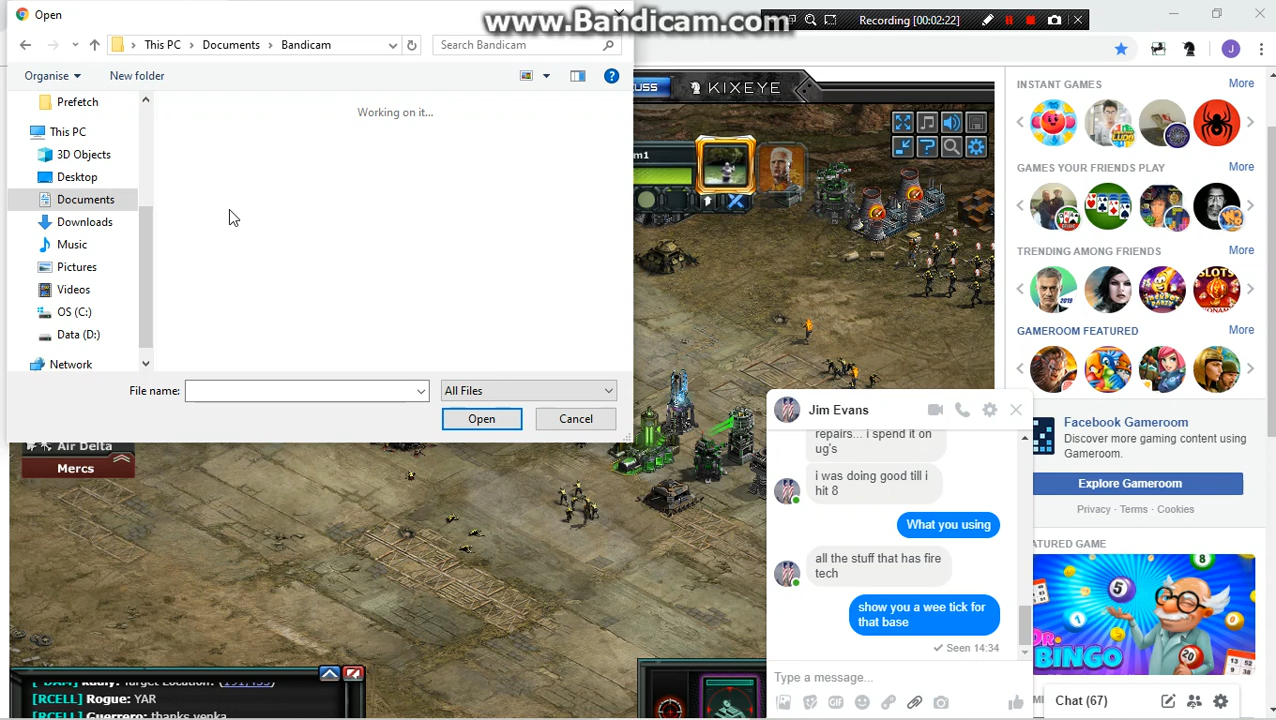 Open
www.Bandicam.com
Recording [00:02:22]
This PC
Documents
Bandicam
Search Bandicam
Organise
New folder
Prefetch
This PC
3D Objects
Desktop
Documents
Downloads
Music
Pictures
Videos
OS (C:)
Data (D:)
Network
Working on it...
File name:
All Files
Open
Cancel
J
KIXEYE
Air Delta
Mercs
[RCELL] Rogue: YAR
[RCELL] Guerrero: thanks venka
Jim Evans
repairs... i spend it on
ug's
i was doing good till i
hit 8
What you using
all the stuff that has fire
tech
show you a wee tick for
that base
Seen 14:34
Type a message...
GIF
INSTANT GAMES
More
GAMES YOUR FRIENDS PLAY
More
TRENDING AMONG FRIENDS
More
GAMEROOM FEATURED
More
Facebook Gameroom
Discover more gaming content using
Gameroom.
Explore Gameroom
Privacy · Terms · Cookies
ATURED GAME
BINGO
Chat (67)